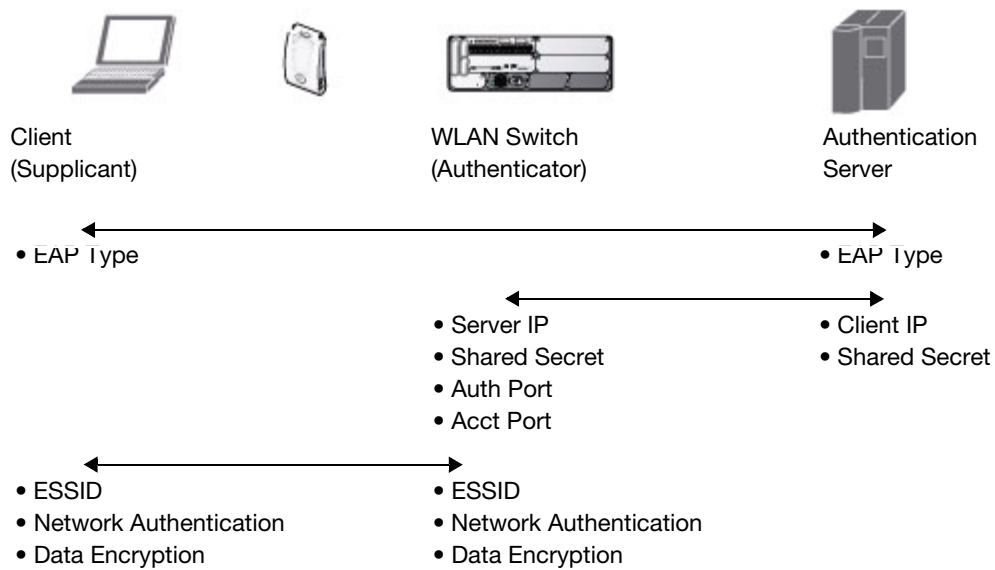 Client
(Supplicant)
WLAN Switch
(Authenticator)
Authentication
Server
• EAP Type
• EAP Type
• Server IP
• Shared Secret
• Auth Port
• Acct Port
• Client IP
• Shared Secret
• ESSID
• Network Authentication
• Data Encryption
• ESSID
• Network Authentication
• Data Encryption